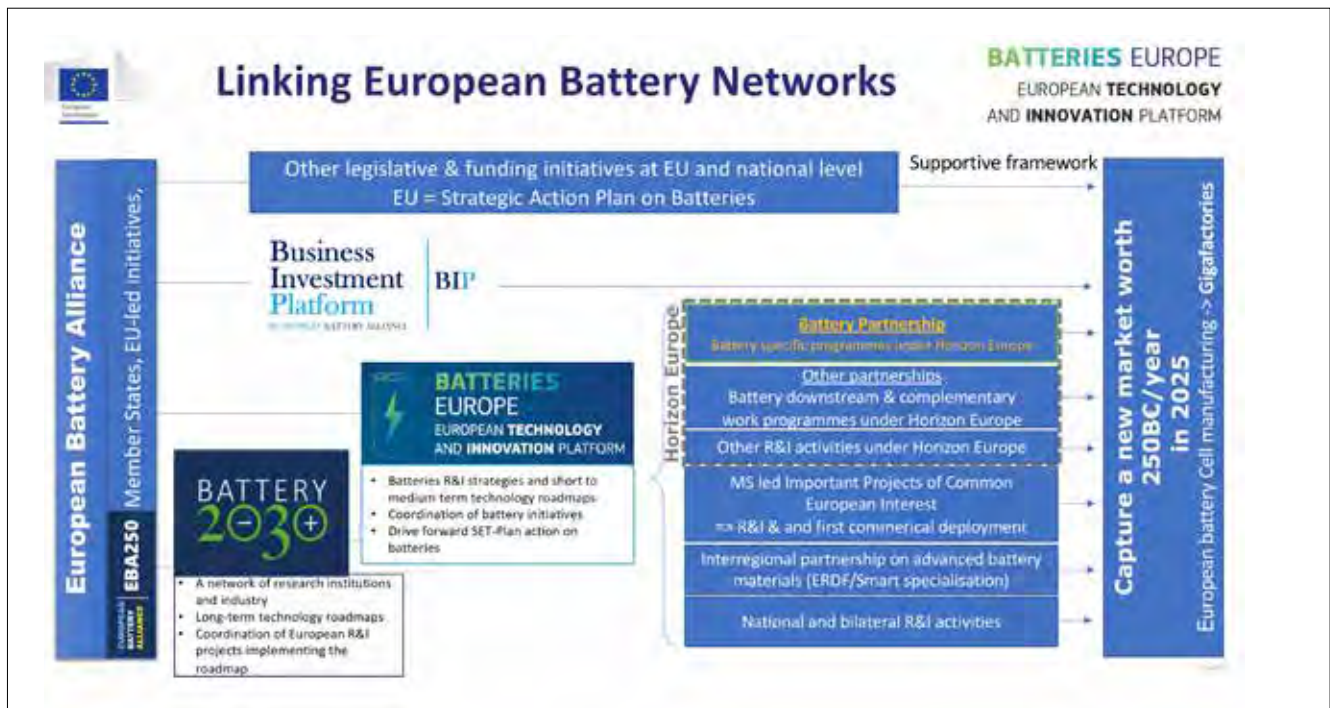 Linking European Battery Networks
BATTERIES EUROPE
EUROPEAN TECHNOLOGY
AND INNOVATION PLATFORM
European Battery Alliance
EBA250 Member States, EU-led initiatives,
EUROPEAN
BATTERY
ALLIANCE
Other legislative & funding initiatives at EU and national level
EU = Strategic Action Plan on Batteries
Supportive framework
Business
Investment
Platform
BIP
EUROPEAN BATTERY ALLIANCE
BATTERIES
EUROPE
EUROPEAN TECHNOLOGY
AND INNOVATION PLATFORM
• Batteries R&I strategies and short to
medium term technology roadmaps
• Coordination of battery initiatives
• Drive forward SET-Plan action on
batteries
BATTERY
2030+
• A network of research institutions
and industry
• Long-term technology roadmaps
• Coordination of European R&I
projects implementing the
roadmap
Horizon Europe
Battery Partnership
Battery specific programmes under Horizon Europe
Other partnerships
Battery downstream & complementary
work programmes under Horizon Europe
Other R&I activities under Horizon Europe
MS led Important Projects of Common
European Interest
=> R&I & and first commerical deployment
Interregional partnership on advanced battery
materials (ERDF/Smart specialisation)
National and bilateral R&I activities
Capture a new market worth
250BC/year
in 2025
European battery Cell manufacturing -> Gigafactories